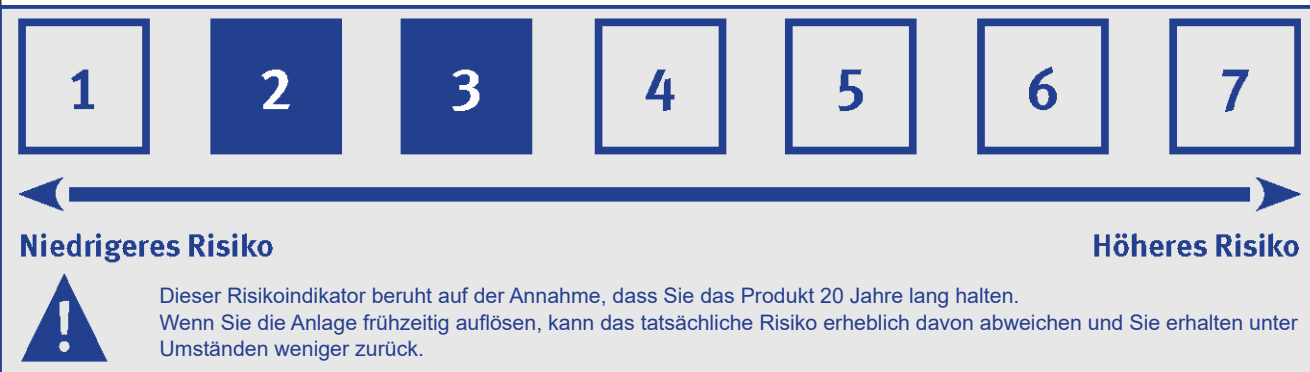 1 2 3 4 5 6 7
Niedrigeres Risiko Höheres Risiko
!
Dieser Risikoindikator beruht auf der Annahme, dass Sie das Produkt 20 Jahre lang halten.
Wenn Sie die Anlage frühzeitig auflösen, kann das tatsächliche Risiko erheblich davon abweichen und Sie erhalten unter
Umständen weniger zurück.